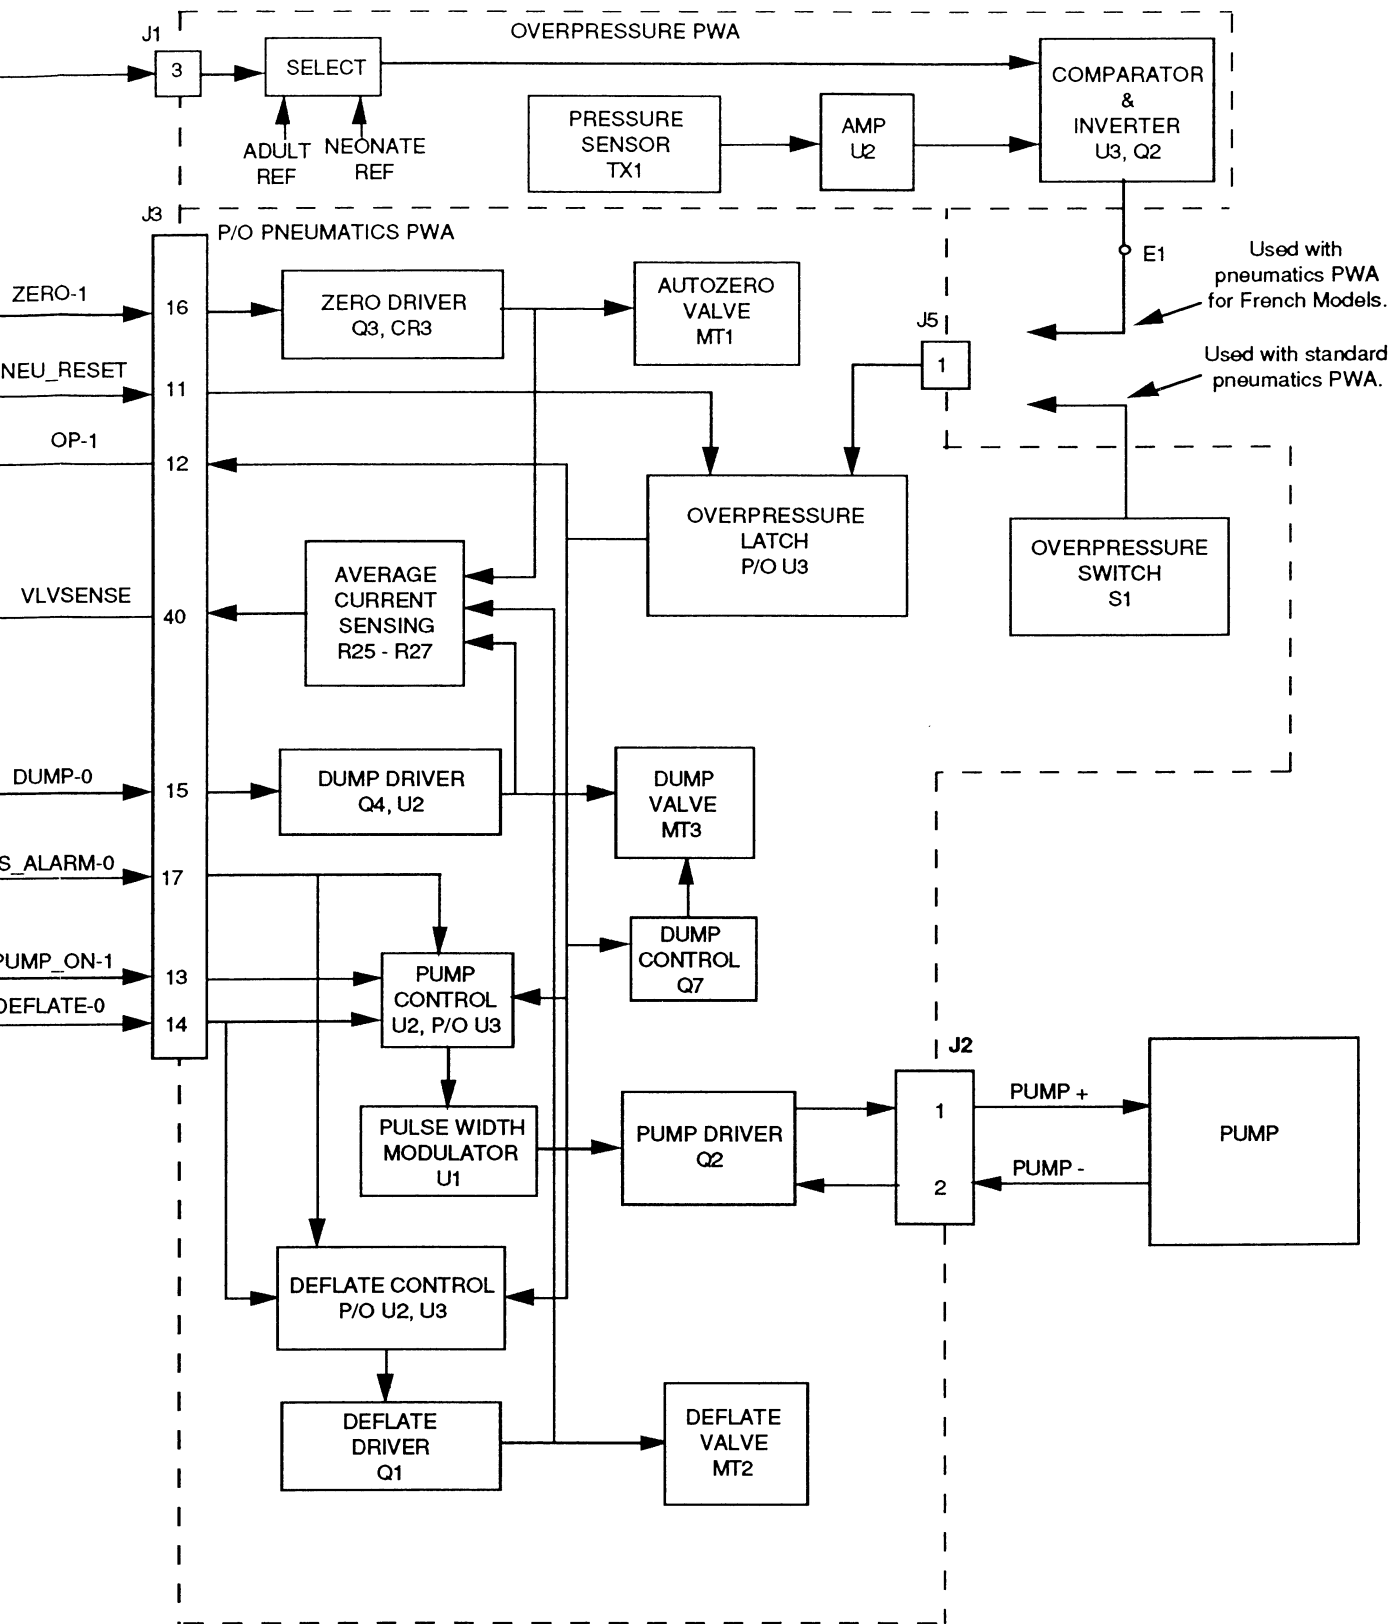 OVERPRESSURE PWA
J1
3
SELECT
ADULT
REF
NEONATE
REF
PRESSURE
SENSOR
TX1
AMP
U2
COMPARATOR
&
INVERTER
U3, Q2
E1
Used with
pneumatics PWA
for French Models.
Used with standard
pneumatics PWA.
J3
P/O PNEUMATICS PWA
ZERO-1
16
ZERO DRIVER
Q3, CR3
AUTOZERO
VALVE
MT1
J5
1
NEU_RESET
11
OP-1
12
OVERPRESSURE
LATCH
P/O U3
OVERPRESSURE
SWITCH
S1
AVERAGE
CURRENT
SENSING
R25 - R27
VLVSENSE
40
DUMP-0
15
DUMP DRIVER
Q4, U2
DUMP
VALVE
MT3
S_ALARM-0
17
DUMP
CONTROL
Q7
PUMP_ON-1
13
DEFLATE-0
14
PUMP
CONTROL
U2, P/O U3
PULSE WIDTH
MODULATOR
U1
PUMP DRIVER
Q2
J2
1
2
PUMP +
PUMP -
PUMP
DEFLATE CONTROL
P/O U2, U3
DEFLATE
DRIVER
Q1
DEFLATE
VALVE
MT2